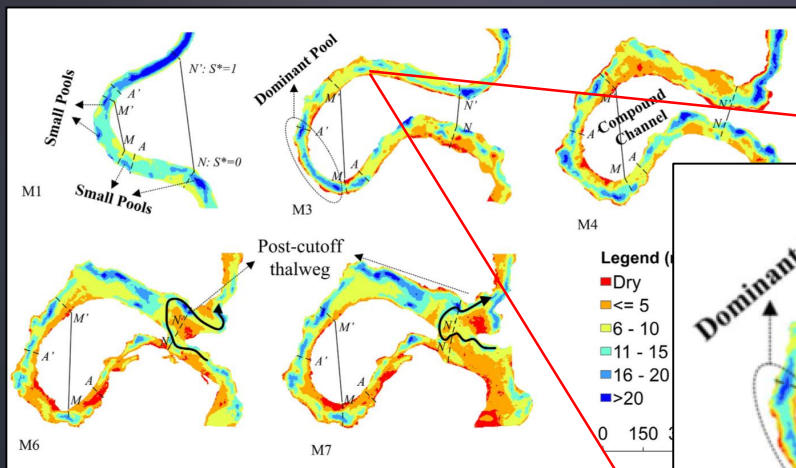 N': S*=1
A'
M'
Small Pools
M
A
N: S*=0
Small Pools
M1
Dominant Pool
M'
N'
A'
N
M
A
M3
M'
N'
Compound
Channel
A'
N
M
A
M4
Post-cutoff
thalweg
M'
N'
N
A'
A
M
M6
M'
N'
N
A'
A
M
M7
Legend (
Dry
<= 5
6 - 10
11 - 15
16 - 20
>20
0 150
Dominant